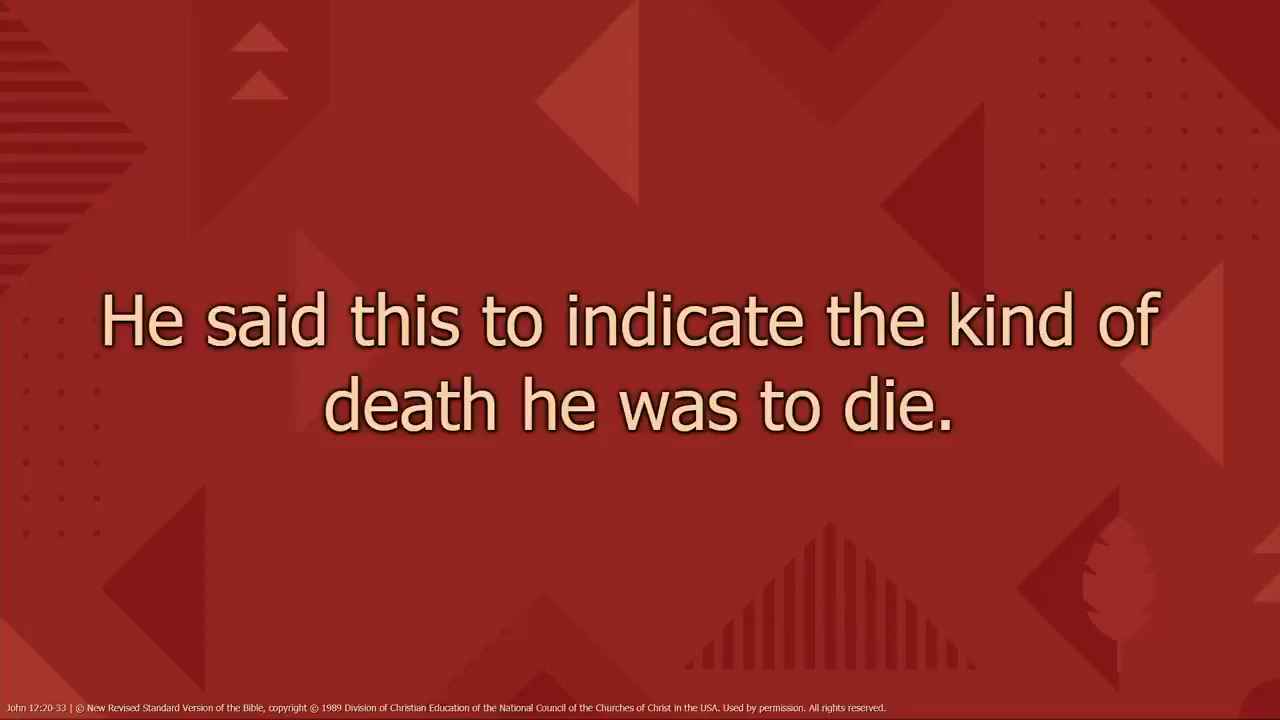 He said this to indicate the kind of
death he was to die.
John 12:20-33 | © New Revised Standard Version of the Bible, copyright © 1989 Division of Christian Education of the National Council of the Churches of Christ in the USA. Used by permission. All rights reserved.